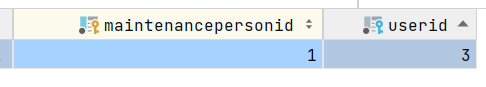 maintenancepersonid userid
1 3